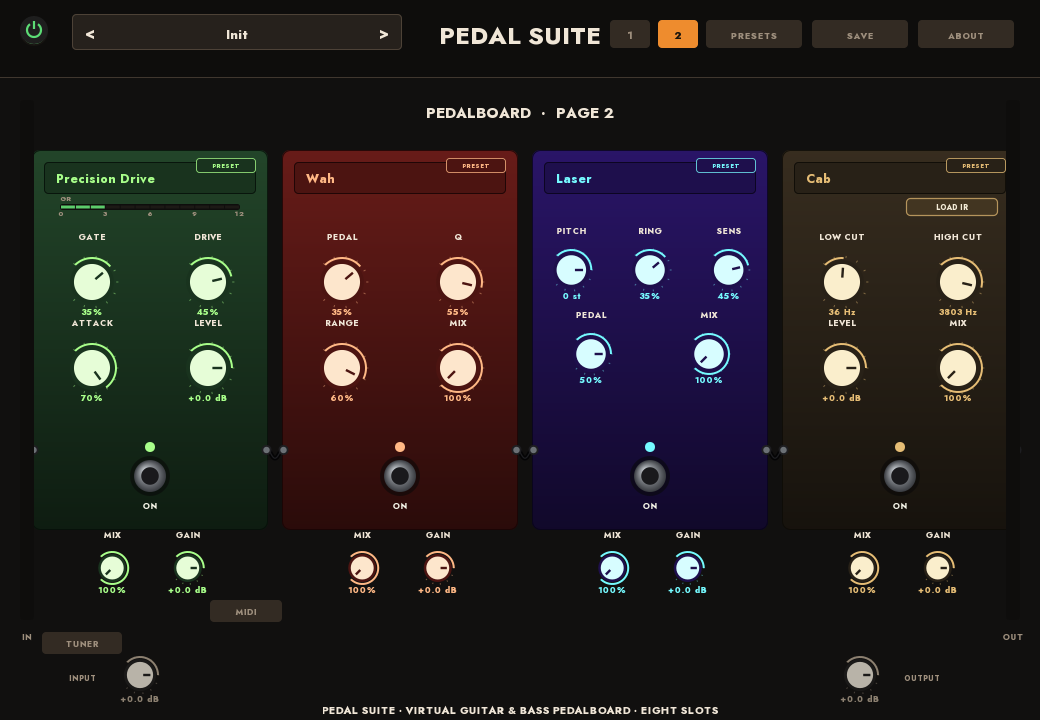 < Init > PEDAL SUITE 1 2 PRESETS SAVE ABOUT
PEDALBOARD · PAGE 2
PRESET PRESET PRESET PRESET
Precision Drive Wah Laser Cab
GR LOAD IR
0 3 6 9 12
PITCH RING SENS
GATE DRIVE PEDAL Q LOW CUT HIGH CUT
0 st 35% 45%
35% 45% 35% 55% 36 Hz 3803 Hz
PEDAL MIX
ATTACK LEVEL RANGE MIX LEVEL MIX
50% 100%
70% +0.0 dB 60% 100% +0.0 dB 100%
ON ON ON ON
MIX GAIN MIX GAIN MIX GAIN MIX GAIN
100% +0.0 dB 100% +0.0 dB 100% +0.0 dB 100% +0.0 dB
MIDI
IN OUT
TUNER
INPUT OUTPUT
+0.0 dB +0.0 dB
PEDAL SUITE · VIRTUAL GUITAR & BASS PEDALBOARD · EIGHT SLOTS